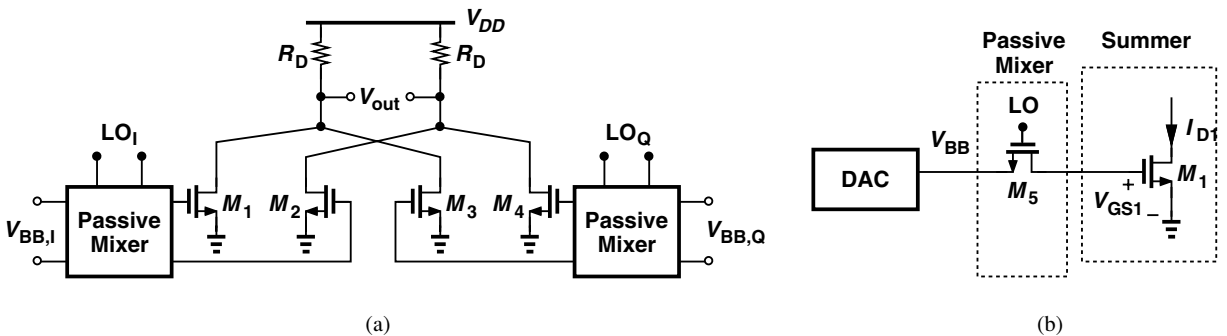 V_DD
R_D
R_D
V_out
LO_I
LO_Q
V_BB,I
Passive
Mixer
M_1
M_2
M_3
M_4
Passive
Mixer
V_BB,Q
(a)
Passive
Mixer
Summer
LO
V_BB
I_D1
DAC
M_5
+
V_GS1
−
M_1
(b)